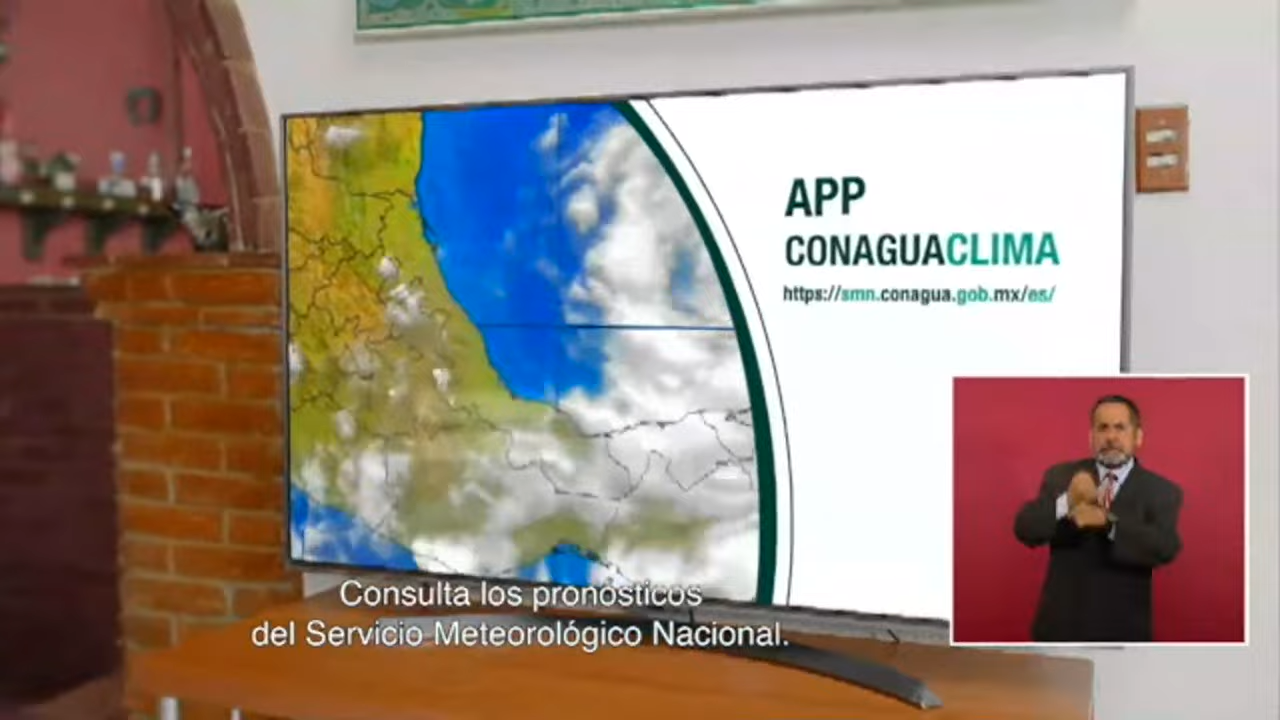 APP
CONAGUACLIMA
https://smn.conagua.gob.mx/es/
Consulta los pronósticos
del Servicio Meteorológico Nacional.